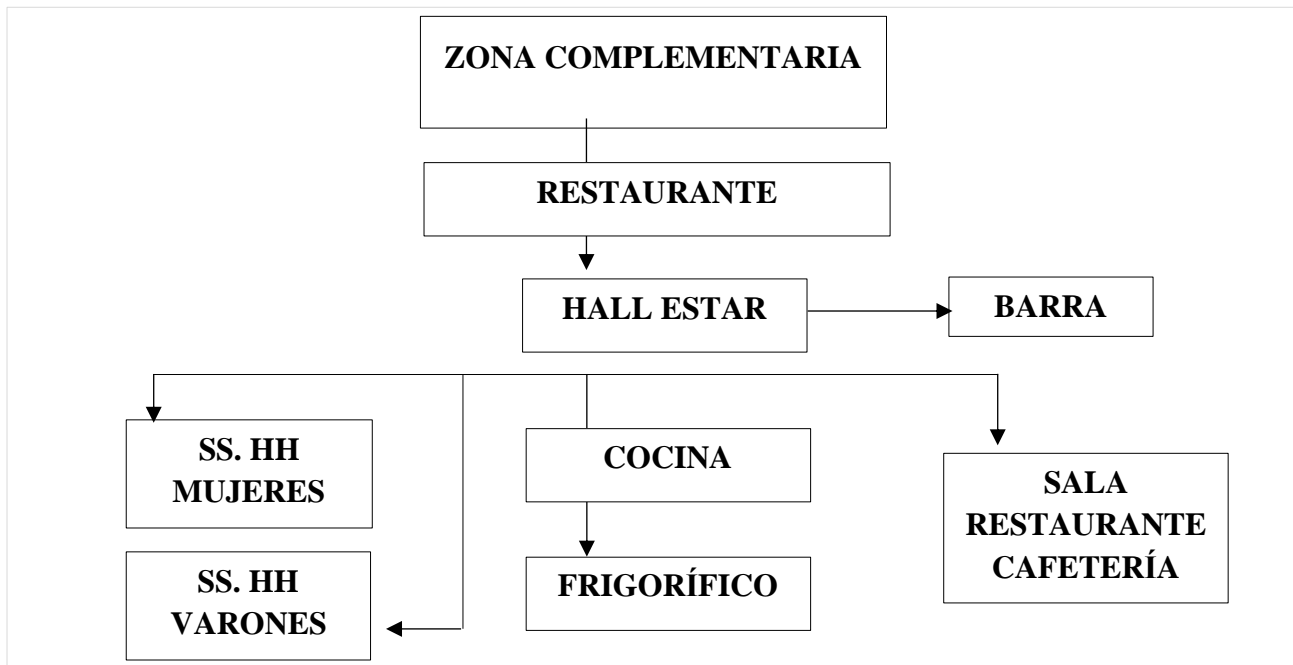 ZONA COMPLEMENTARIA
RESTAURANTE
HALL ESTAR
BARRA
SS. HH
MUJERES
COCINA
SALA
RESTAURANTE
CAFETERÍA
SS. HH
VARONES
FRIGORÍFICO